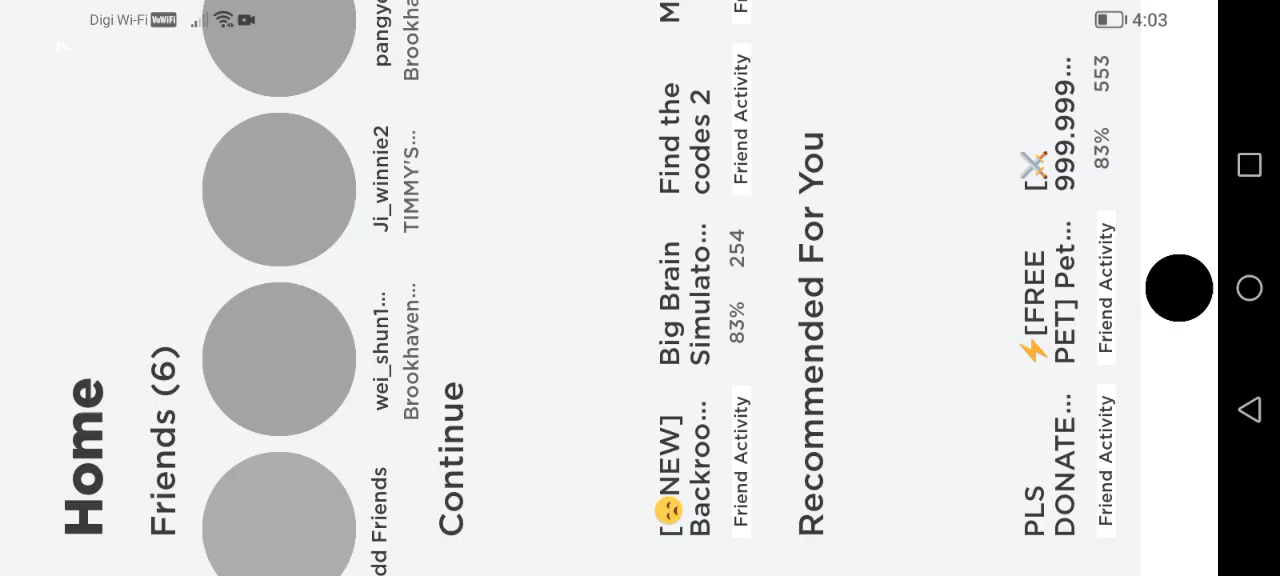 Digi Wi-Fi VoWiFi
4:03
Home
Friends (6)
dd Friends
wei_shun1...
Brookhaven...
Ji_winnie2
TIMMY'S...
pangy
Brookha
Continue
[😞NEW]
Backroo...
Friend Activity
Big Brain
Simulato...
83% 254
Find the
codes 2
Friend Activity
M
Fr
Recommended For You
PLS
DONATE...
Friend Activity
⚡[FREE
PET] Pet...
Friend Activity
[⚔️
999.999...
83% 553